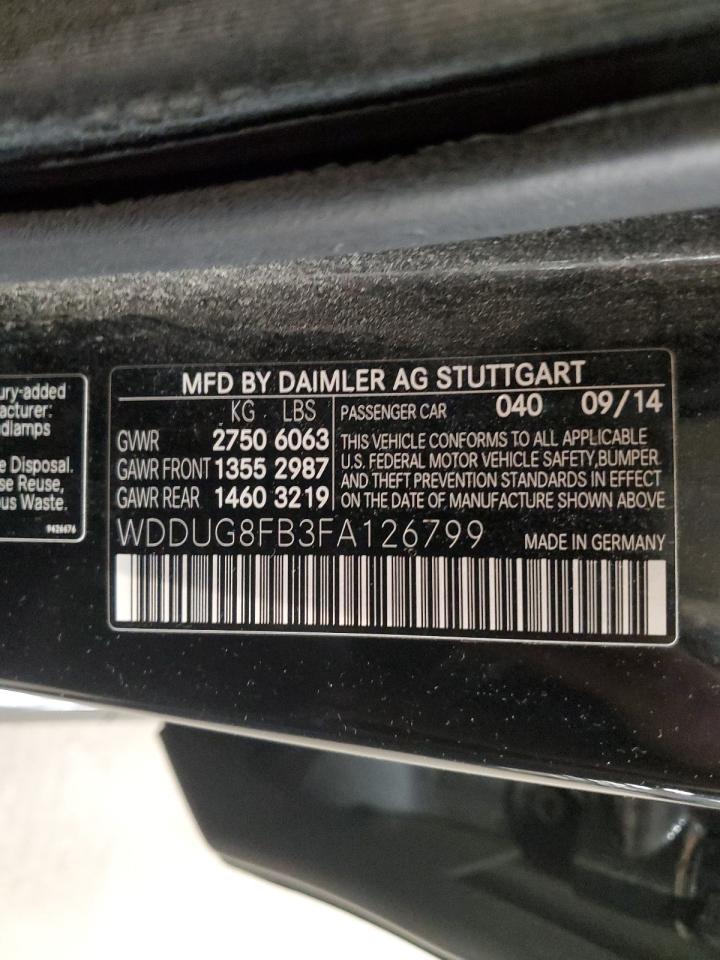 ury-added
acturer:
dlamps
e Disposal.
se Reuse,
us Waste.
MFD BY DAIMLER AG STUTTGART
KG LBS
GVWR 2750 6063
GAWR FRONT 1355 2987
GAWR REAR 1460 3219
PASSENGER CAR 040 09/14
THIS VEHICLE CONFORMS TO ALL APPLICABLE
U.S. FEDERAL MOTOR VEHICLE SAFETY, BUMPER
AND THEFT PREVENTION STANDARDS IN EFFECT
ON THE DATE OF MANUFACTURE SHOWN ABOVE
WDDUG8FB3FA126799 MADE IN GERMANY